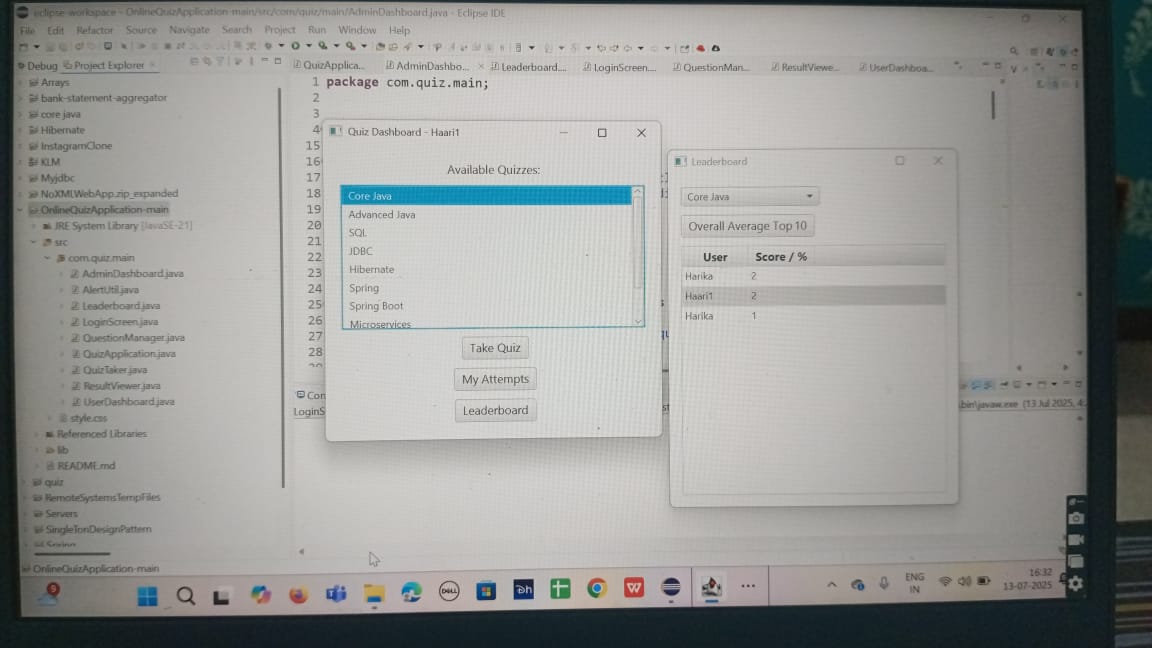 eclipse-workspace - OnlineQuizApplication-main/src/com/quiz/main/AdminDashboard.java - Eclipse IDE
File Edit Refactor Source Navigate Search Project Run Window Help
Debug Project Explorer
QuizApplica... AdminDashbo... Leaderboard.... LoginScreen.... QuestionMan... ResultViewe... UserDashboa...
Arrays
bank-statement-aggregator
core java
Hibernate
InstagramClone
KLM
Myjdbc
NoXMLWebApp.zip_expanded
OnlineQuizApplication-main
JRE System Library [JavaSE-21]
src
com.quiz.main
AdminDashboard.java
AlertUtil.java
Leaderboard.java
LoginScreen.java
QuestionManager.java
QuizApplication.java
QuizTaker.java
ResultViewer.java
UserDashboard.java
style.css
Referenced Libraries
lib
README.md
quiz
RemoteSystemsTempFiles
Servers
SingleTonDesignPattern
Spring
OnlineQuizApplication-main
1 package com.quiz.main;
2
3
4
15
16
17
18
19
20
21
22
23
24
25
26
27
28
Con
LoginS
Quiz Dashboard - Haari1
Available Quizzes:
Core Java
Advanced Java
SQL
JDBC
Hibernate
Spring
Spring Boot
Microservices
Take Quiz
My Attempts
Leaderboard
Leaderboard
Core Java
Overall Average Top 10
User Score / %
Harika 2
Haari1 2
Harika 1
bin\javaw.exe (13 Jul 2025, 4:
9
DELL
Dh
W
ENG
IN
16:32
13-07-2025